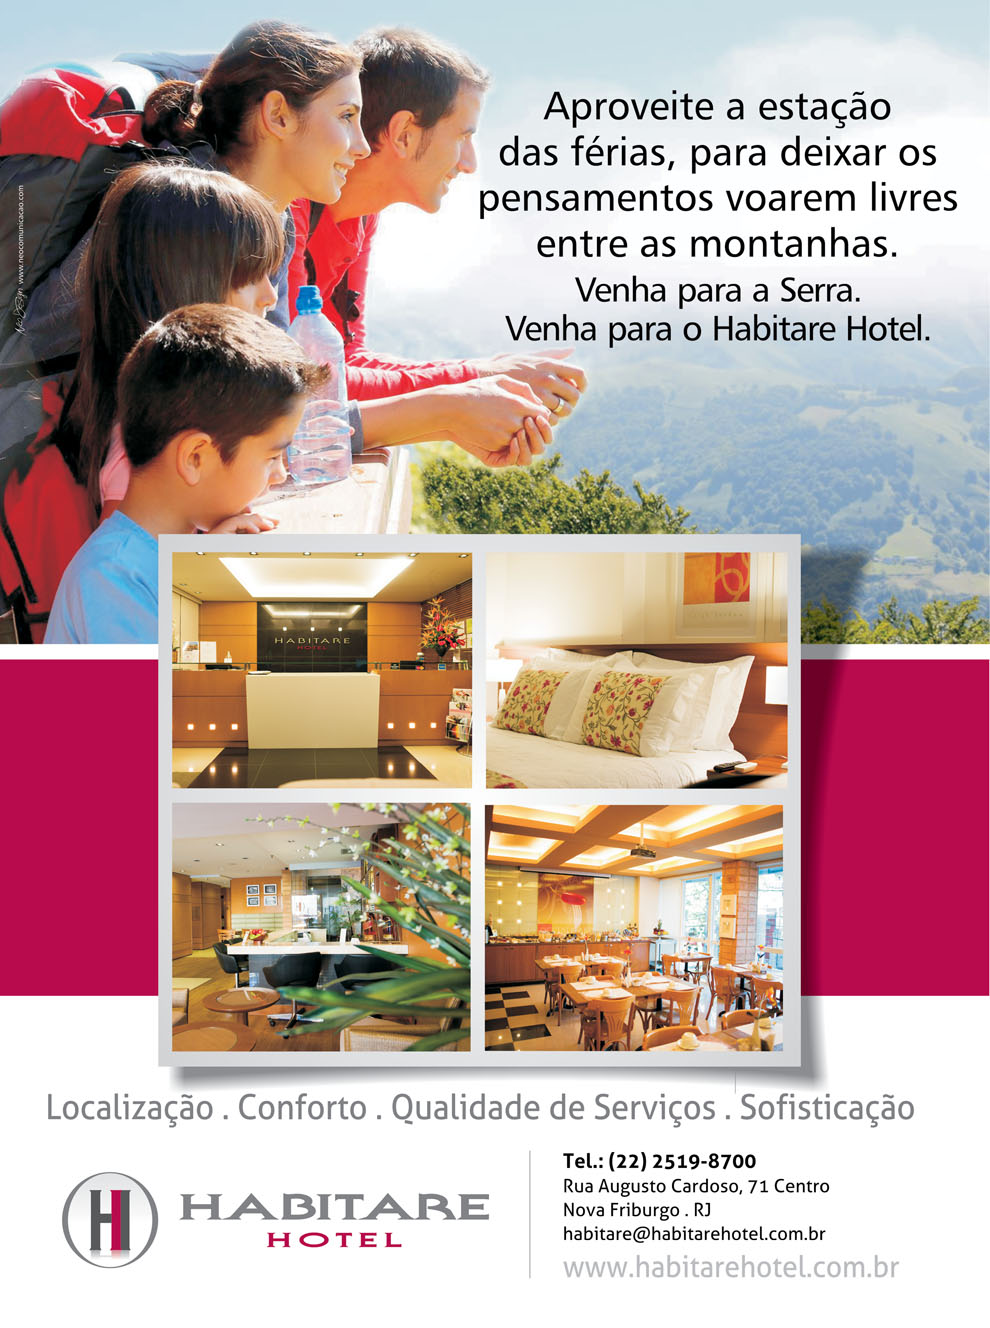 Aproveite a estação
das férias, para deixar os
pensamentos voarem livres
entre as montanhas.
Venha para a Serra.
Venha para o Habitare Hotel.
Neo Design www.neocomunicacao.com
HABITARE
HOTEL
Localização . Conforto . Qualidade de Serviços . Sofisticação
H
HABITARE
HOTEL
Tel.: (22) 2519-8700
Rua Augusto Cardoso, 71 Centro
Nova Friburgo . RJ
habitare@habitarehotel.com.br
www.habitarehotel.com.br